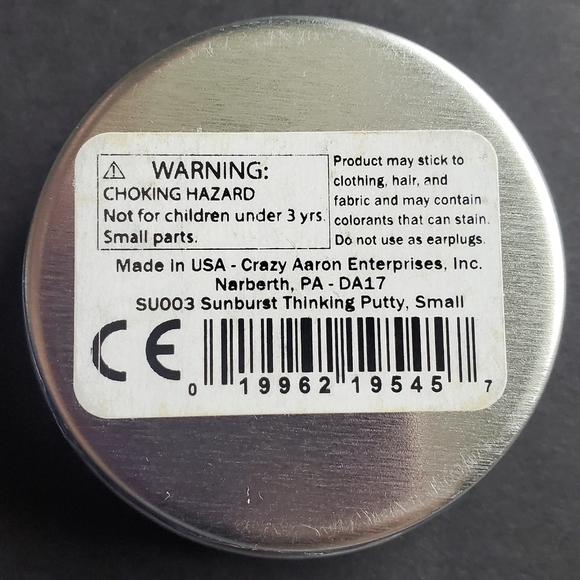 ⚠ WARNING:
CHOKING HAZARD
Not for children under 3 yrs.
Small parts.
Product may stick to
clothing, hair, and
fabric and may contain
colorants that can stain.
Do not use as earplugs.
Made in USA - Crazy Aaron Enterprises, Inc.
Narberth, PA - DA17
SU003 Sunburst Thinking Putty, Small
CE
0 19962 19545 7